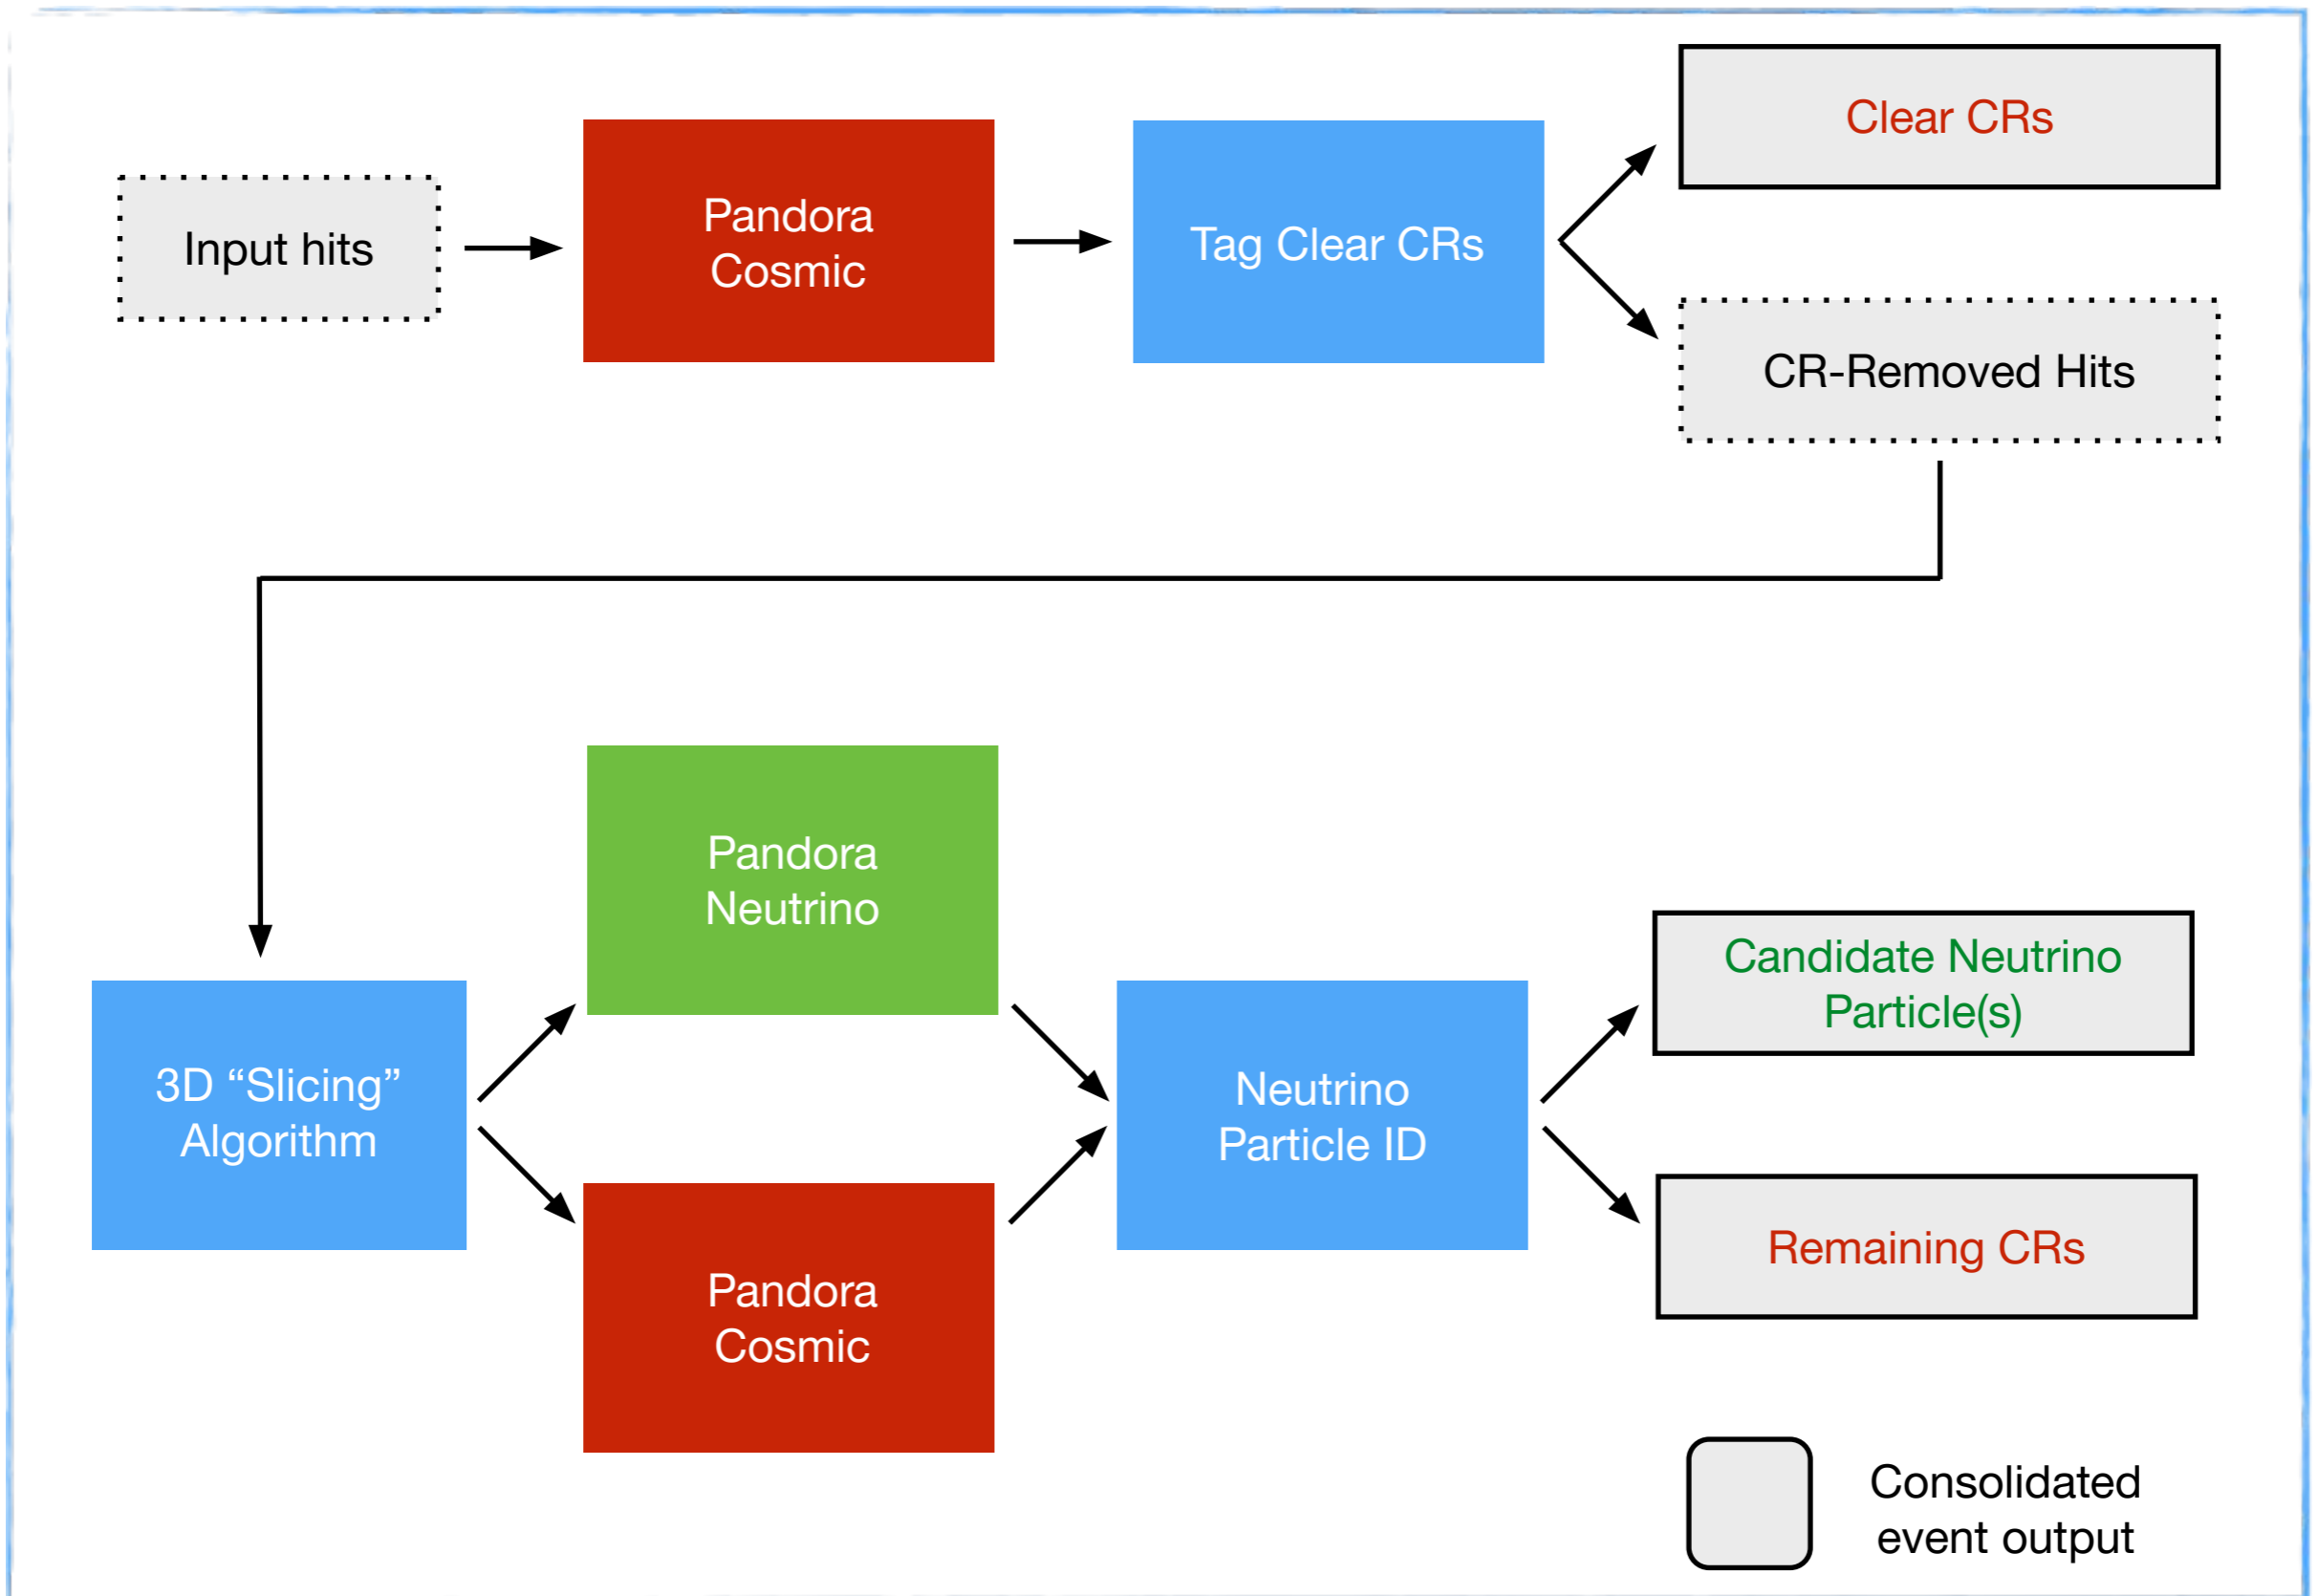 Input hits
Pandora
Cosmic
Tag Clear CRs
Clear CRs
CR-Removed Hits
3D “Slicing”
Algorithm
Pandora
Neutrino
Pandora
Cosmic
Neutrino
Particle ID
Candidate Neutrino
Particle(s)
Remaining CRs
Consolidated
event output